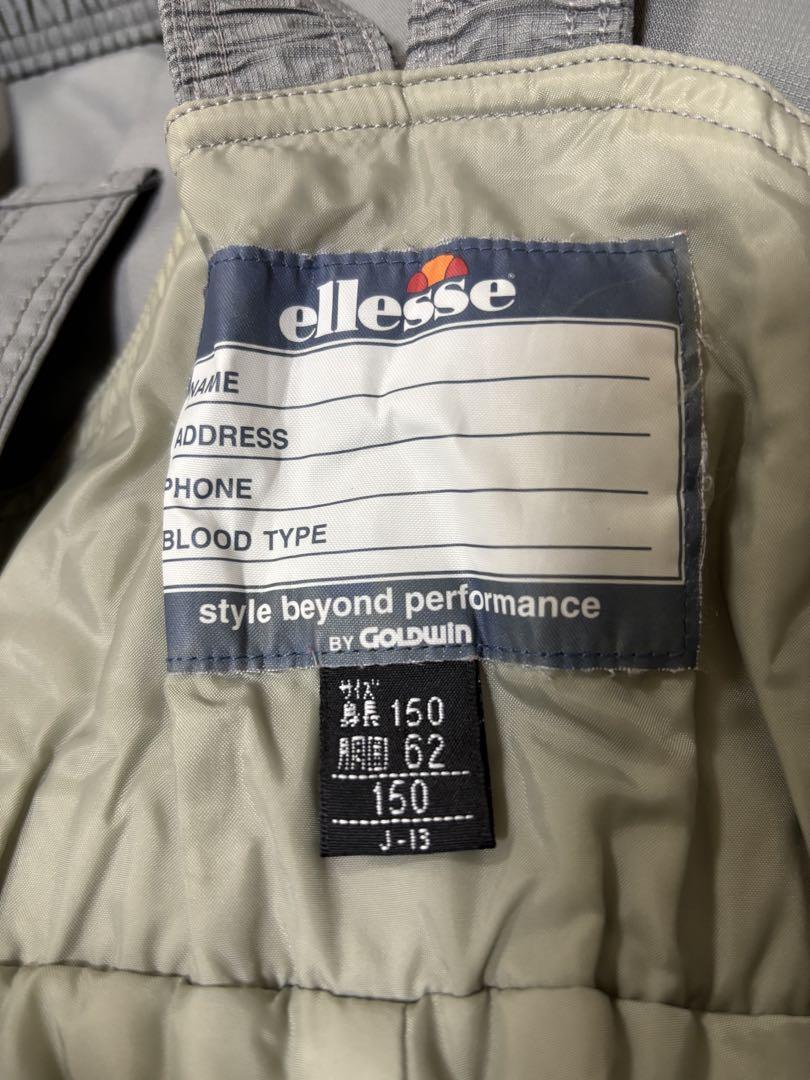 ellesse
NAME
ADDRESS
PHONE
BLOOD TYPE
style beyond performance
BY GOLDWIN
サイズ
身長 150
胴囲 62
150
J-13